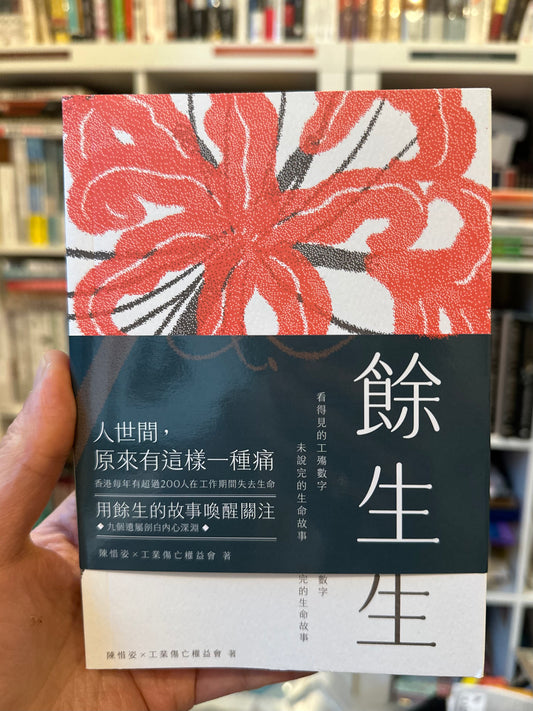 餘生
看得見的工殤數字
未說完的生命故事
人世間,
原來有這樣一種痛
香港每年有超過200人在工作期間失去生命
用餘生的故事喚醒關注
◆九個遺屬剖白內心深淵◆
陳惜姿×工業傷亡權益會 著
生
數字
完的生命故事
陳惜姿×工業傷亡權益會 著